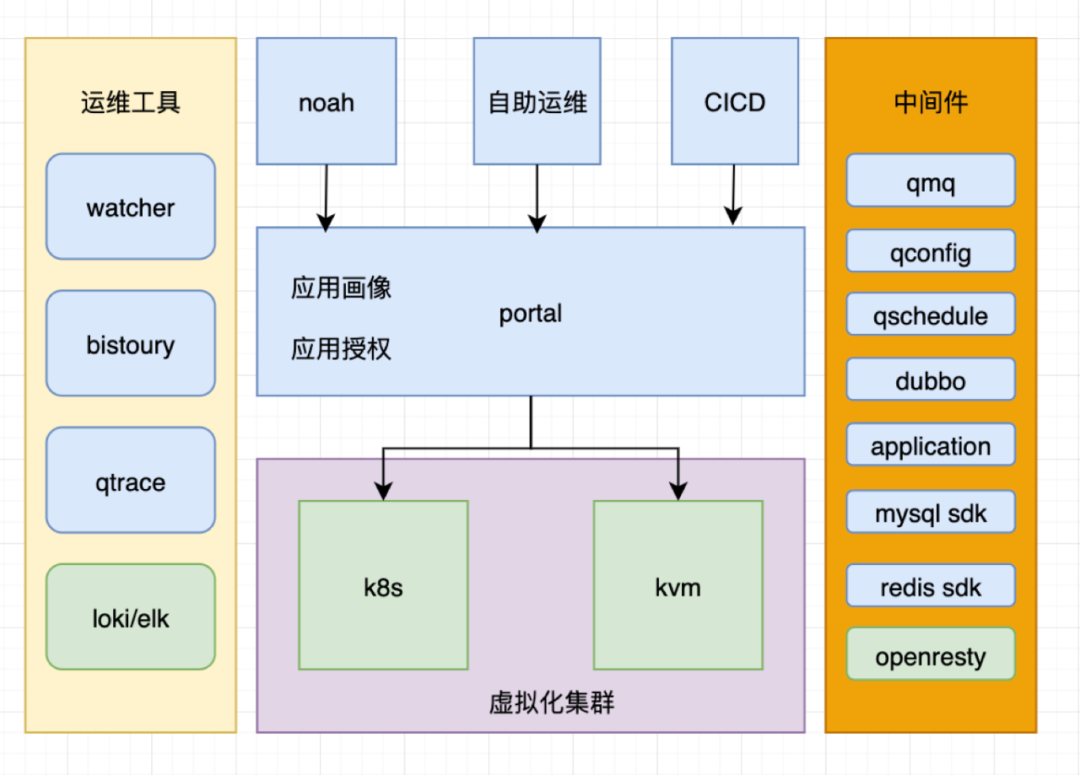 运维工具
watcher
bistoury
qtrace
loki/elk
noah
自助运维
CICD
应用画像
portal
应用授权
k8s
kvm
虚拟化集群
中间件
qmq
qconfig
qschedule
dubbo
application
mysql sdk
redis sdk
openresty